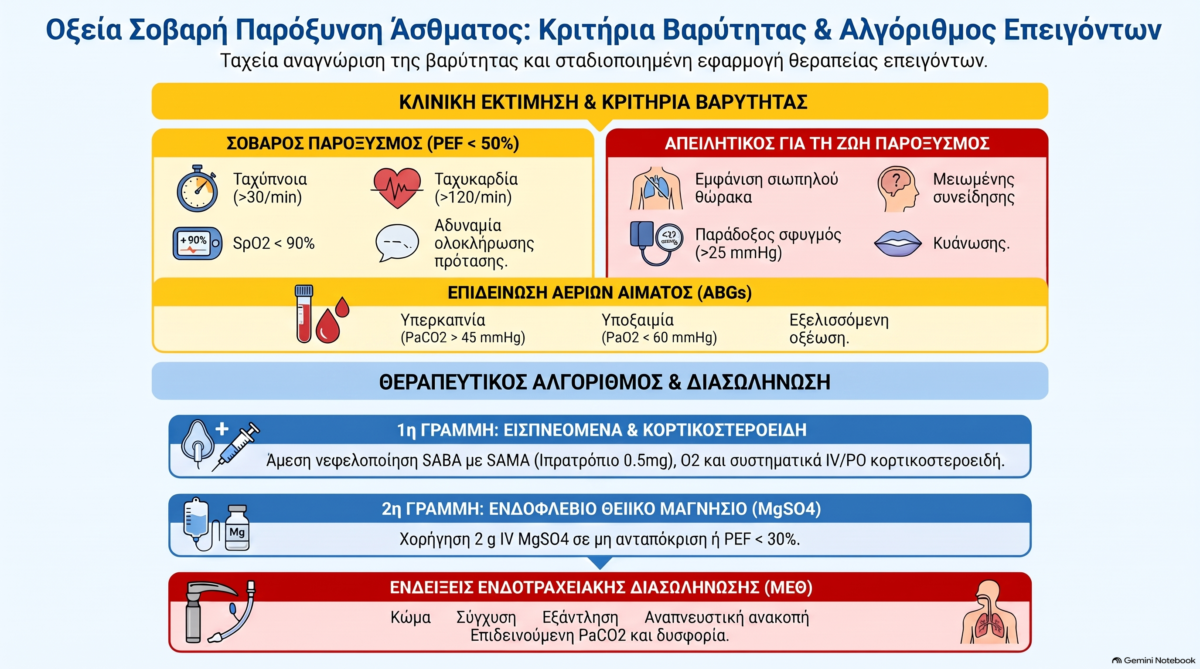 Οξεία Σοβαρή Παρόξυνση Άσθματος: Κριτήρια Βαρύτητας & Αλγόριθμος Επειγόντων
Ταχεία αναγνώριση της βαρύτητας και σταδιοποιημένη εφαρμογή θεραπείας επειγόντων.
ΚΛΙΝΙΚΗ ΕΚΤΙΜΗΣΗ & ΚΡΙΤΗΡΙΑ ΒΑΡΥΤΗΤΑΣ
ΣΟΒΑΡΟΣ ΠΑΡΟΞΥΣΜΟΣ (PEF < 50%)
Ταχύπνοια
(>30/min)
Ταχυκαρδία
(>120/min)
+90%
SpO2 < 90%
Αδυναμία
ολοκλήρωσης
πρότασης.
ΑΠΕΙΛΗΤΙΚΟΣ ΓΙΑ ΤΗ ΖΩΗ ΠΑΡΟΞΥΣΜΟΣ
Εμφάνιση σιωπηλού
θώρακα
?
Μειωμένης
συνείδησης
Παράδοξος σφυγμός
(>25 mmHg)
Κυάνωσης.
ΕΠΙΔΕΙΝΩΣΗ ΑΕΡΙΩΝ ΑΙΜΑΤΟΣ (ABGs)
Υπερκαπνία
(PaCO2 > 45 mmHg)
Υποξαιμία
(PaO2 < 60 mmHg)
Εξελισσόμενη
οξέωση.
ΘΕΡΑΠΕΥΤΙΚΟΣ ΑΛΓΟΡΙΘΜΟΣ & ΔΙΑΣΩΛΗΝΩΣΗ
1η ΓΡΑΜΜΗ: ΕΙΣΠΝΕΟΜΕΝΑ & ΚΟΡΤΙΚΟΣΤΕΡΟΕΙΔΗ
Άμεση νεφελοποίηση SABA με SAMA (Ιπρατρόπιο 0.5mg), O2 και συστηματικά IV/PO κορτικοστεροειδή.
2η ΓΡΑΜΜΗ: ΕΝΔΟΦΛΕΒΙΟ ΘΕΙΙΚΟ ΜΑΓΝΗΣΙΟ (MgSO4)
Mg
Χορήγηση 2 g IV MgSO4 σε μη ανταπόκριση ή PEF < 30%.
ΕΝΔΕΙΞΕΙΣ ΕΝΔΟΤΡΑΧΕΙΑΚΗΣ ΔΙΑΣΩΛΗΝΩΣΗΣ (ΜΕΘ)
Κώμα Σύγχυση Εξάντληση Αναπνευστική ανακοπή
Επιδεινούμενη PaCO2 και δυσφορία.
Gemini Notebook